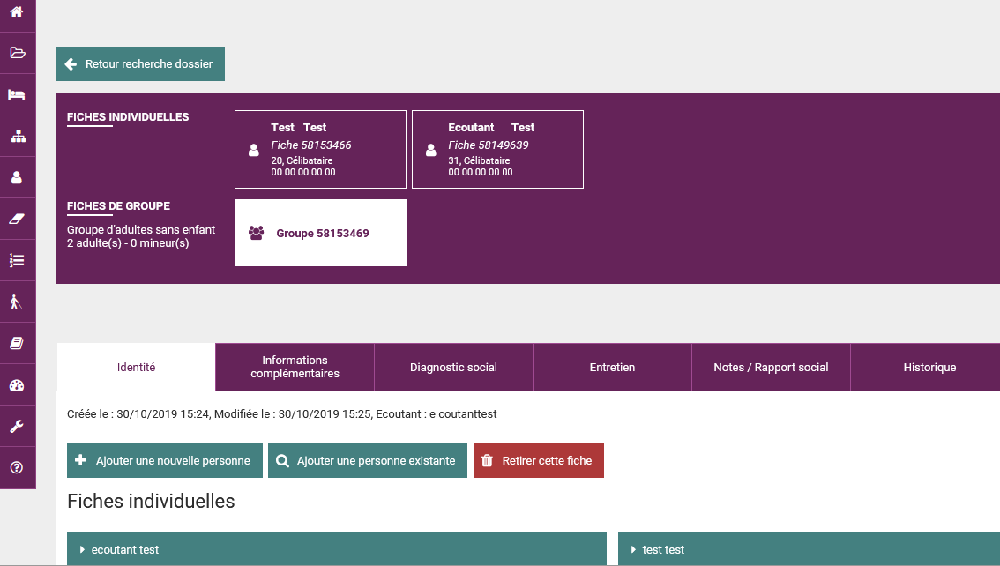 Retour recherche dossier
FICHES INDIVIDUELLES
Test Test
Fiche 58153466
20, Célibataire
00 00 00 00 00
Ecoutant Test
Fiche 58149639
31, Célibataire
00 00 00 00 00
FICHES DE GROUPE
Groupe d'adultes sans enfant
2 adulte(s) - 0 mineur(s)
Groupe 58153469
Identité
Informations
complémentaires
Diagnostic social
Entretien
Notes / Rapport social
Historique
Créée le : 30/10/2019 15:24, Modifiée le : 30/10/2019 15:25, Ecoutant : e coutanttest
Ajouter une nouvelle personne
Ajouter une personne existante
Retirer cette fiche
Fiches individuelles
ecoutant test
test test